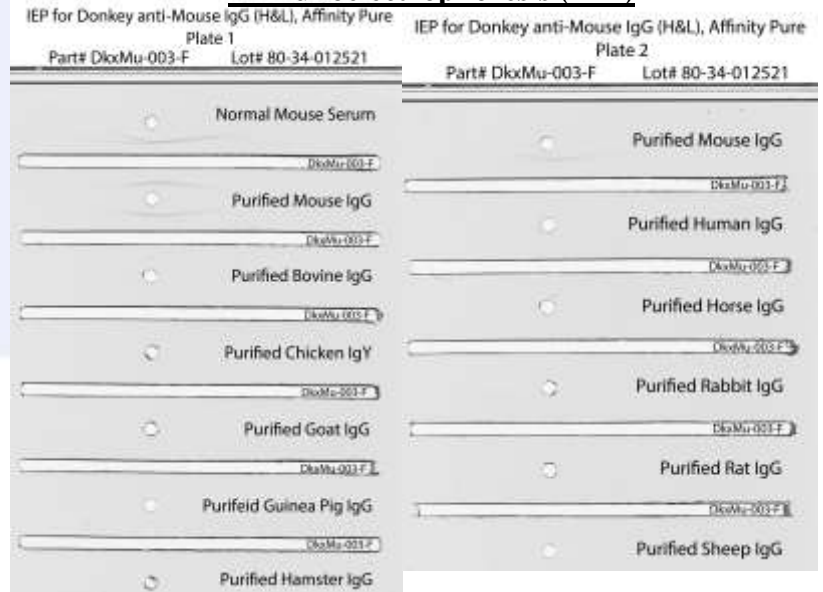 IEP for Donkey anti-Mouse IgG (H&L), Affinity Pure
Plate 1
Part# DkxMu-003-F Lot# 80-34-012521
Normal Mouse Serum
DkxMu-003-F
Purified Mouse IgG
DkxMu-003-F
Purified Bovine IgG
DkxMu-003-F
Purified Chicken IgY
DkxMu-003-F
Purified Goat IgG
DkxMu-003-F
Purifeid Guinea Pig IgG
DkxMu-003-F
Purified Hamster IgG
IEP for Donkey anti-Mouse IgG (H&L), Affinity Pure
Plate 2
Part# DkxMu-003-F Lot# 80-34-012521
Purified Mouse IgG
DkxMu-003-F
Purified Human IgG
DkxMu-003-F
Purified Horse IgG
DkxMu-003-F
Purified Rabbit IgG
DkxMu-003-F
Purified Rat IgG
DkxMu-003-F
Purified Sheep IgG